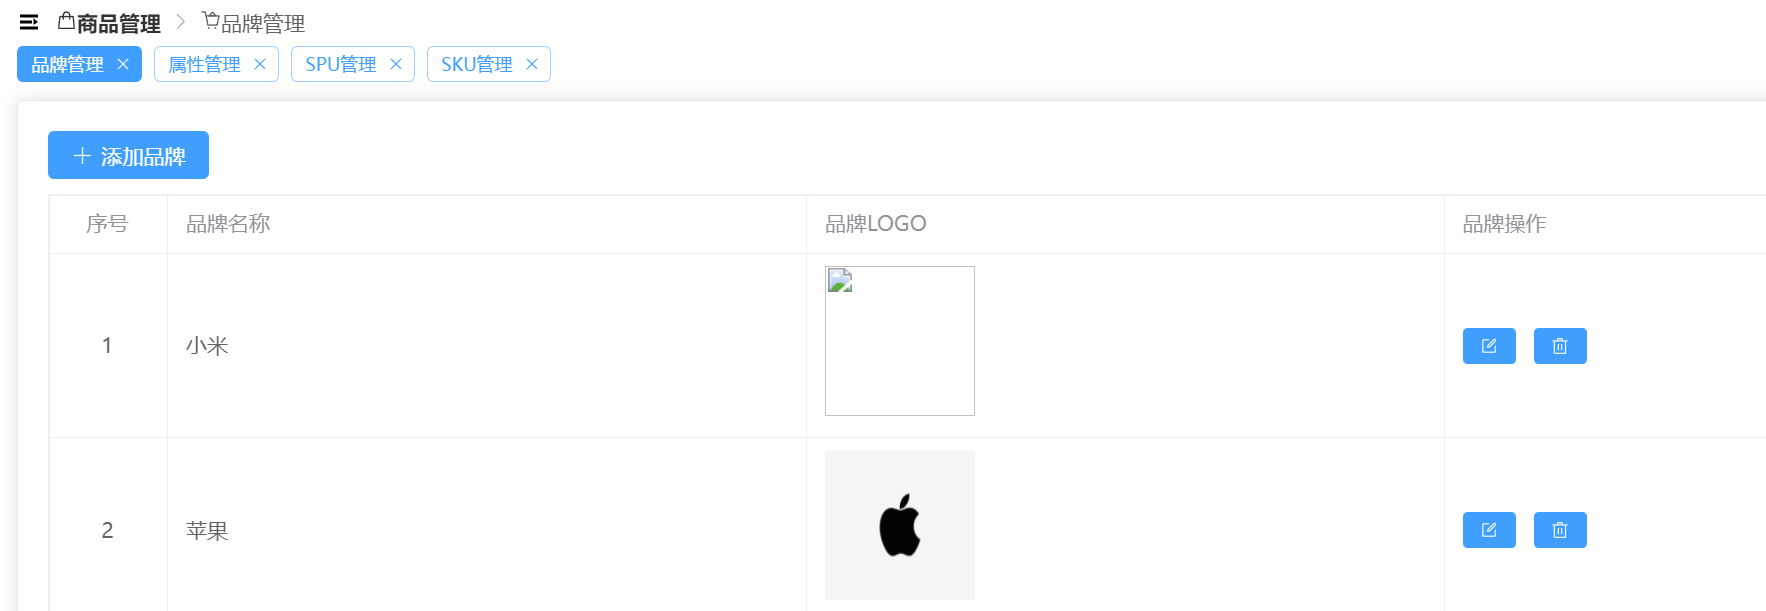 商品管理 品牌管理
品牌管理 属性管理 SPU管理 SKU管理
添加品牌
序号 品牌名称 品牌LOGO 品牌操作
1 小米
2 苹果